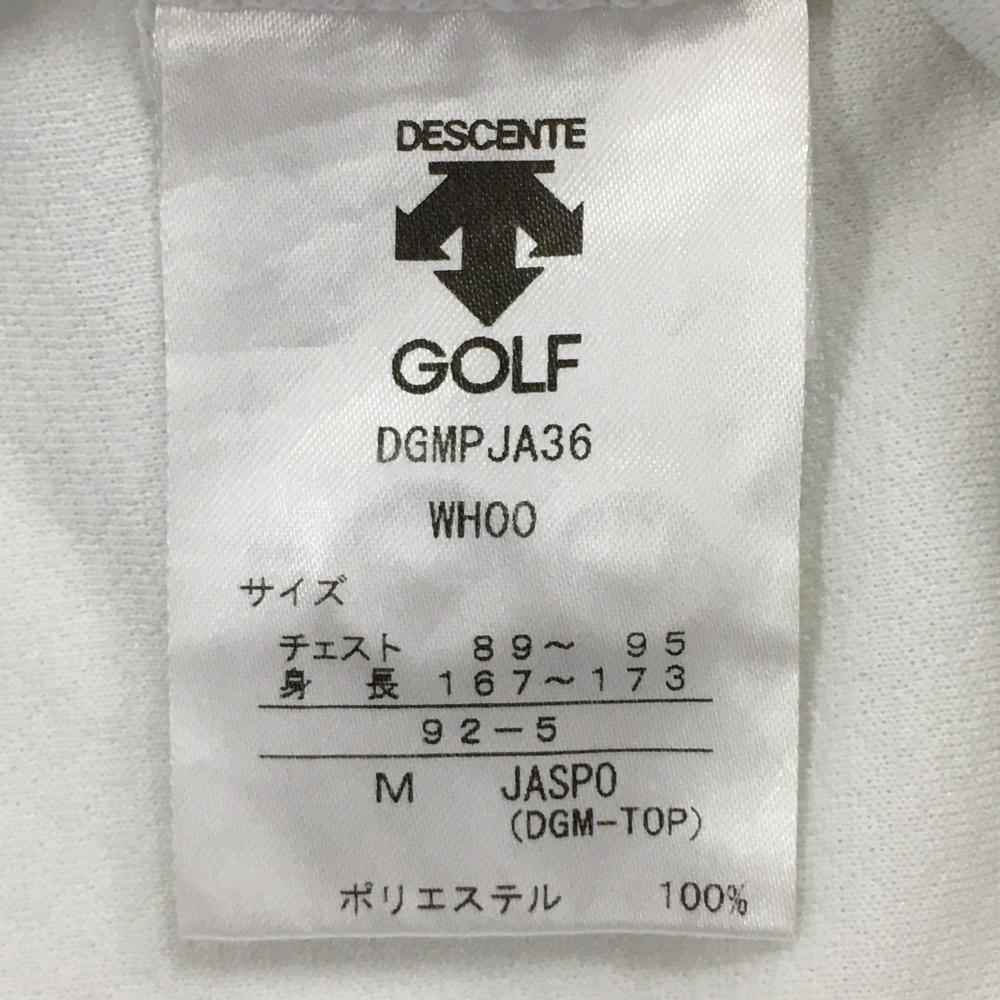 DESCENTE
GOLF
DGMPJA36
WH00
サイズ
チェスト 89～ 95
身 長 167～173
92－5
M JASPO
(DGM-TOP)
ポリエステル 100%